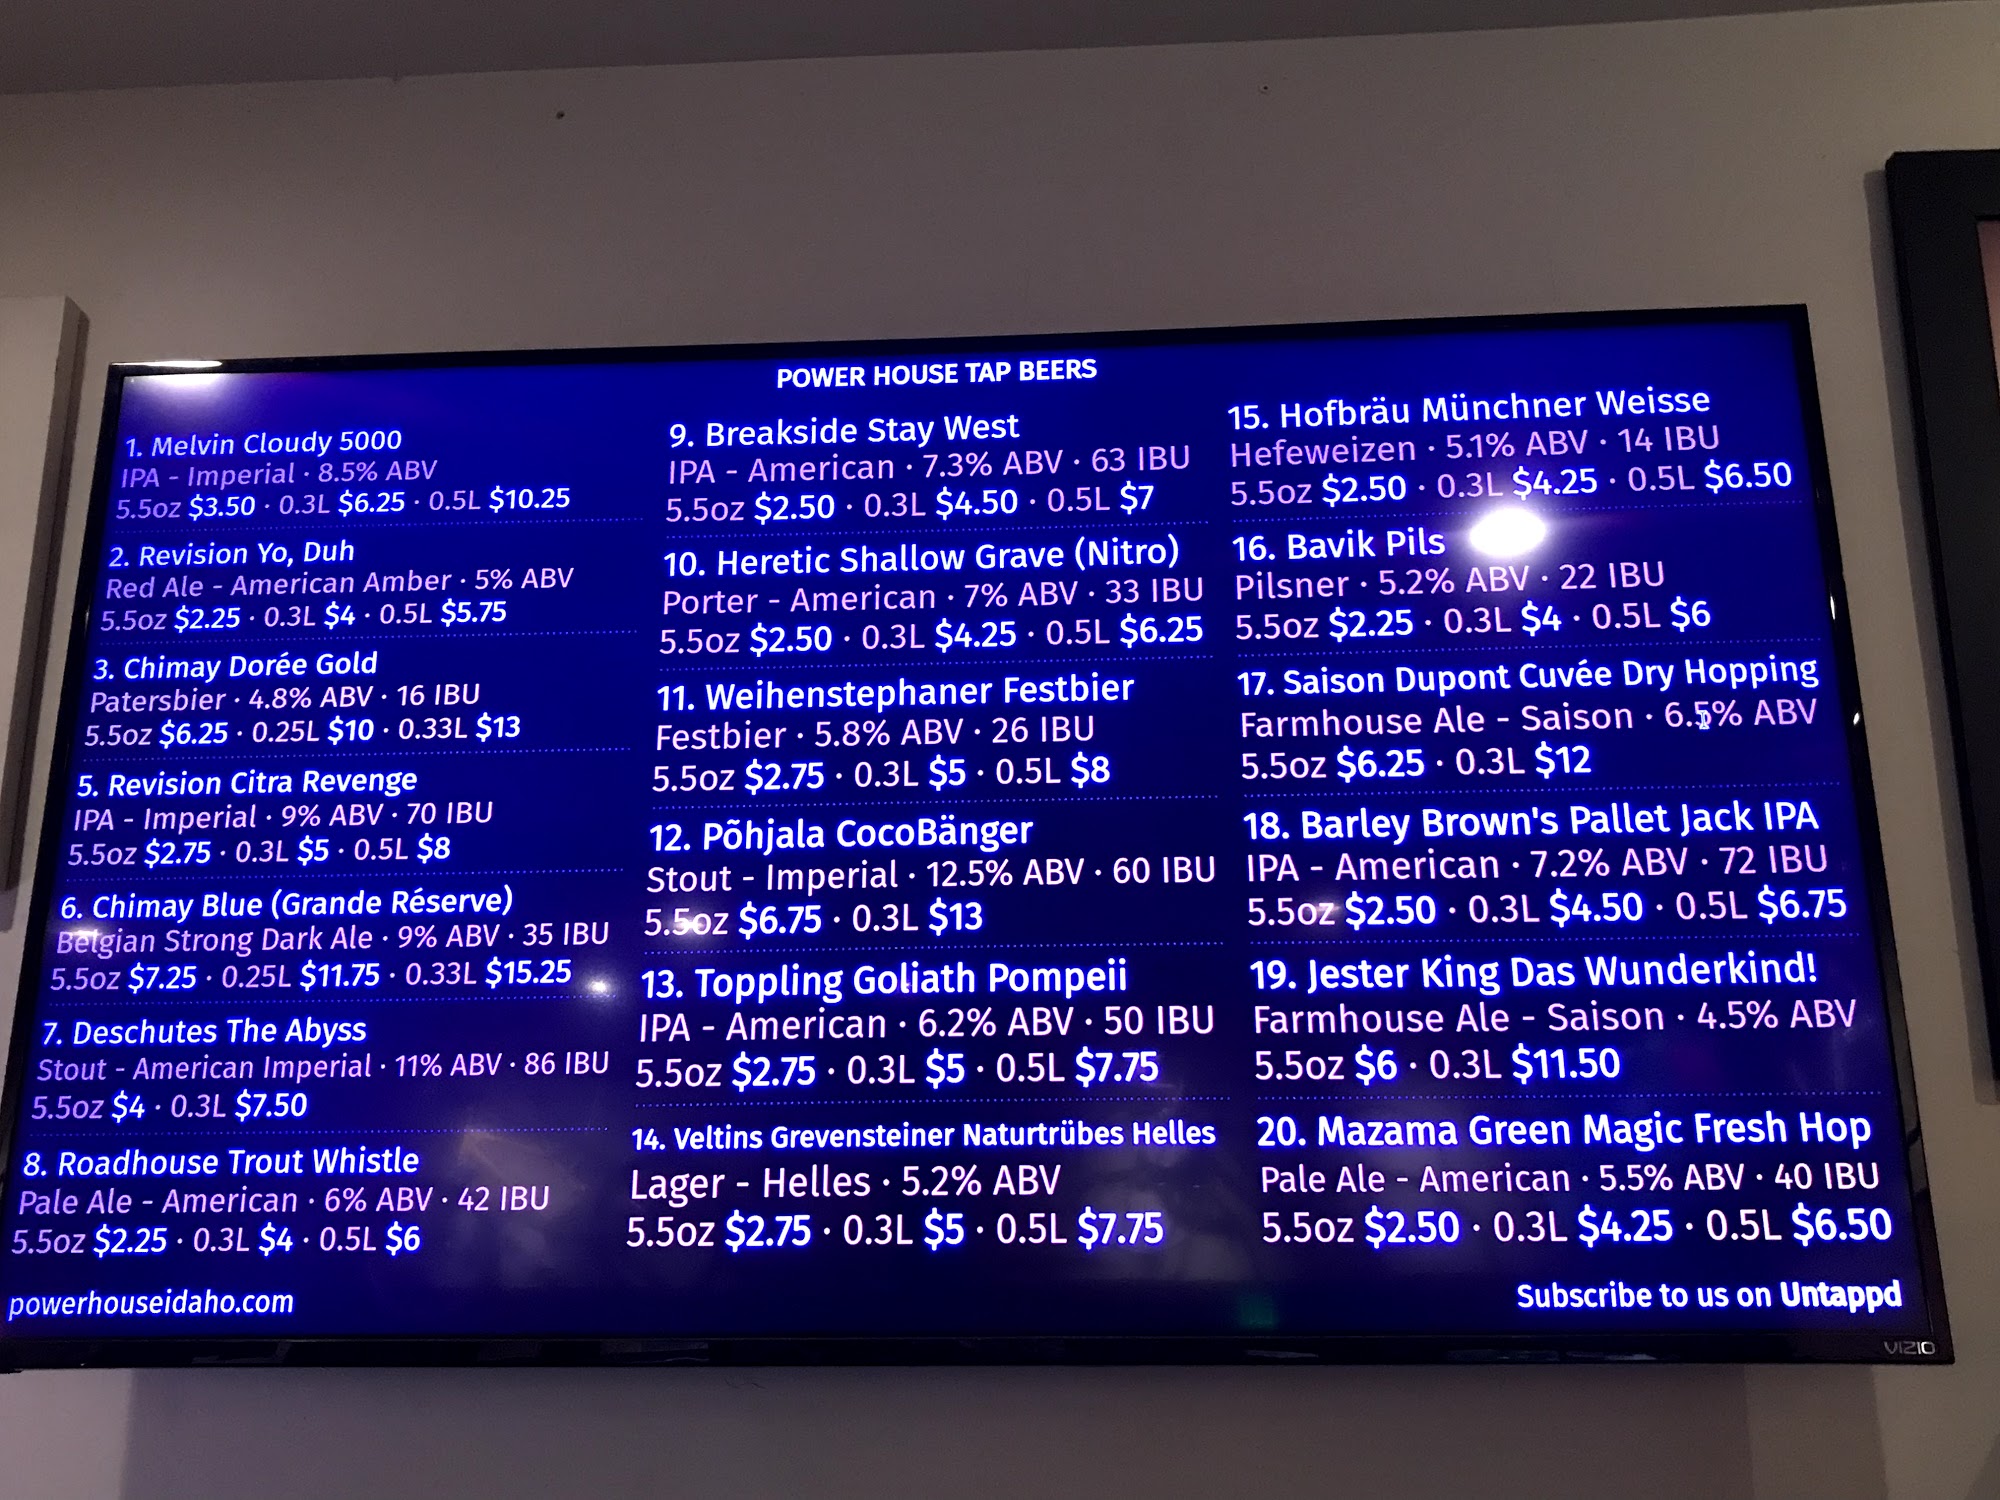 POWER HOUSE TAP BEERS
1. Melvin Cloudy 5000
IPA - Imperial · 8.5% ABV
5.5oz $3.50 · 0.3L $6.25 · 0.5L $10.25
2. Revision Yo, Duh
Red Ale - American Amber · 5% ABV
5.5oz $2.25 · 0.3L $4 · 0.5L $5.75
3. Chimay Dorée Gold
Patersbier · 4.8% ABV · 16 IBU
5.5oz $6.25 · 0.25L $10 · 0.33L $13
5. Revision Citra Revenge
IPA - Imperial · 9% ABV · 70 IBU
5.5oz $2.75 · 0.3L $5 · 0.5L $8
6. Chimay Blue (Grande Réserve)
Belgian Strong Dark Ale · 9% ABV · 35 IBU
5.5oz $7.25 · 0.25L $11.75 · 0.33L $15.25
7. Deschutes The Abyss
Stout - American Imperial · 11% ABV · 86 IBU
5.5oz $4 · 0.3L $7.50
8. Roadhouse Trout Whistle
Pale Ale - American · 6% ABV · 42 IBU
5.5oz $2.25 · 0.3L $4 · 0.5L $6
9. Breakside Stay West
IPA - American · 7.3% ABV · 63 IBU
5.5oz $2.50 · 0.3L $4.50 · 0.5L $7
10. Heretic Shallow Grave (Nitro)
Porter - American · 7% ABV · 33 IBU
5.5oz $2.50 · 0.3L $4.25 · 0.5L $6.25
11. Weihenstephaner Festbier
Festbier · 5.8% ABV · 26 IBU
5.5oz $2.75 · 0.3L $5 · 0.5L $8
12. Põhjala CocoBänger
Stout - Imperial · 12.5% ABV · 60 IBU
5.5oz $6.75 · 0.3L $13
13. Toppling Goliath Pompeii
IPA - American · 6.2% ABV · 50 IBU
5.5oz $2.75 · 0.3L $5 · 0.5L $7.75
14. Veltins Grevensteiner Naturtrübes Helles
Lager - Helles · 5.2% ABV
5.5oz $2.75 · 0.3L $5 · 0.5L $7.75
15. Hofbräu Münchner Weisse
Hefeweizen · 5.1% ABV · 14 IBU
5.5oz $2.50 · 0.3L $4.25 · 0.5L $6.50
16. Bavik Pils
Pilsner · 5.2% ABV · 22 IBU
5.5oz $2.25 · 0.3L $4 · 0.5L $6
17. Saison Dupont Cuvée Dry Hopping
Farmhouse Ale - Saison · 6.5% ABV
5.5oz $6.25 · 0.3L $12
18. Barley Brown's Pallet Jack IPA
IPA - American · 7.2% ABV · 72 IBU
5.5oz $2.50 · 0.3L $4.50 · 0.5L $6.75
19. Jester King Das Wunderkind!
Farmhouse Ale - Saison · 4.5% ABV
5.5oz $6 · 0.3L $11.50
20. Mazama Green Magic Fresh Hop
Pale Ale - American · 5.5% ABV · 40 IBU
5.5oz $2.50 · 0.3L $4.25 · 0.5L $6.50
powerhouseidaho.com
Subscribe to us on Untappd
VIZIO